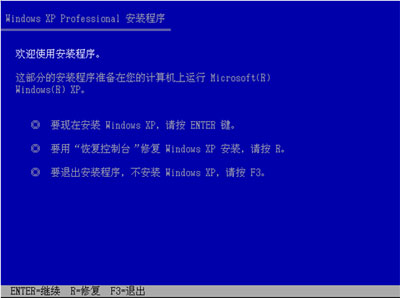 Windows XP Professional 安装程序
欢迎使用安装程序。
这部分的安装程序准备在您的计算机上运行 Microsoft(R)
Windows(R) XP。
◎ 要现在安装 Windows XP，请按 ENTER 键。
◎ 要用“恢复控制台”修复 Windows XP 安装，请按 R。
◎ 要退出安装程序，不安装 Windows XP，请按 F3。
ENTER=继续 R=修复 F3=退出